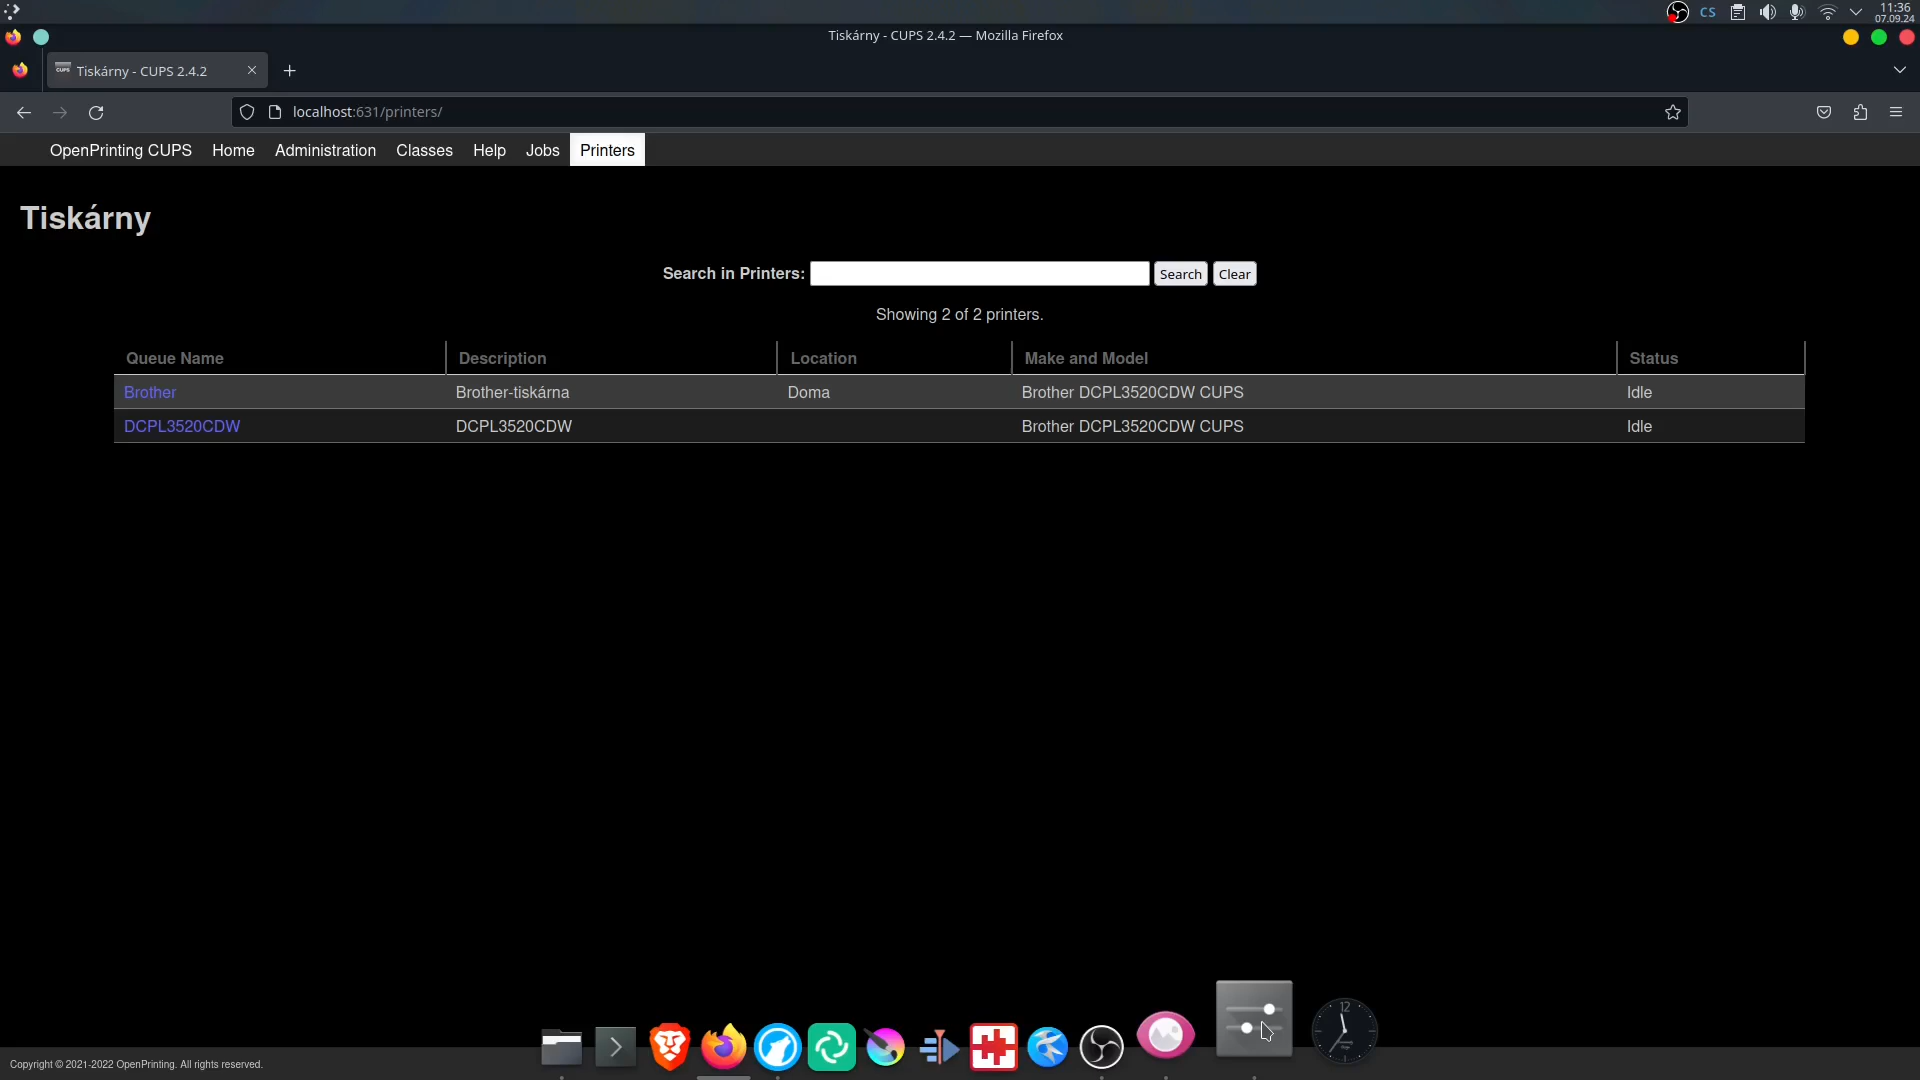 CS
11:36
07.09.24
Tiskárny - CUPS 2.4.2 — Mozilla Firefox
Tiskárny - CUPS 2.4.2
localhost:631/printers/
OpenPrinting CUPS Home Administration Classes Help Jobs Printers
Tiskárny
Search in Printers: Search Clear
Showing 2 of 2 printers.
Queue Name Description Location Make and Model Status
Brother Brother-tiskárna Doma Brother DCPL3520CDW CUPS Idle
DCPL3520CDW DCPL3520CDW Brother DCPL3520CDW CUPS Idle
12
Copyright © 2021-2022 OpenPrinting. All rights reserved.